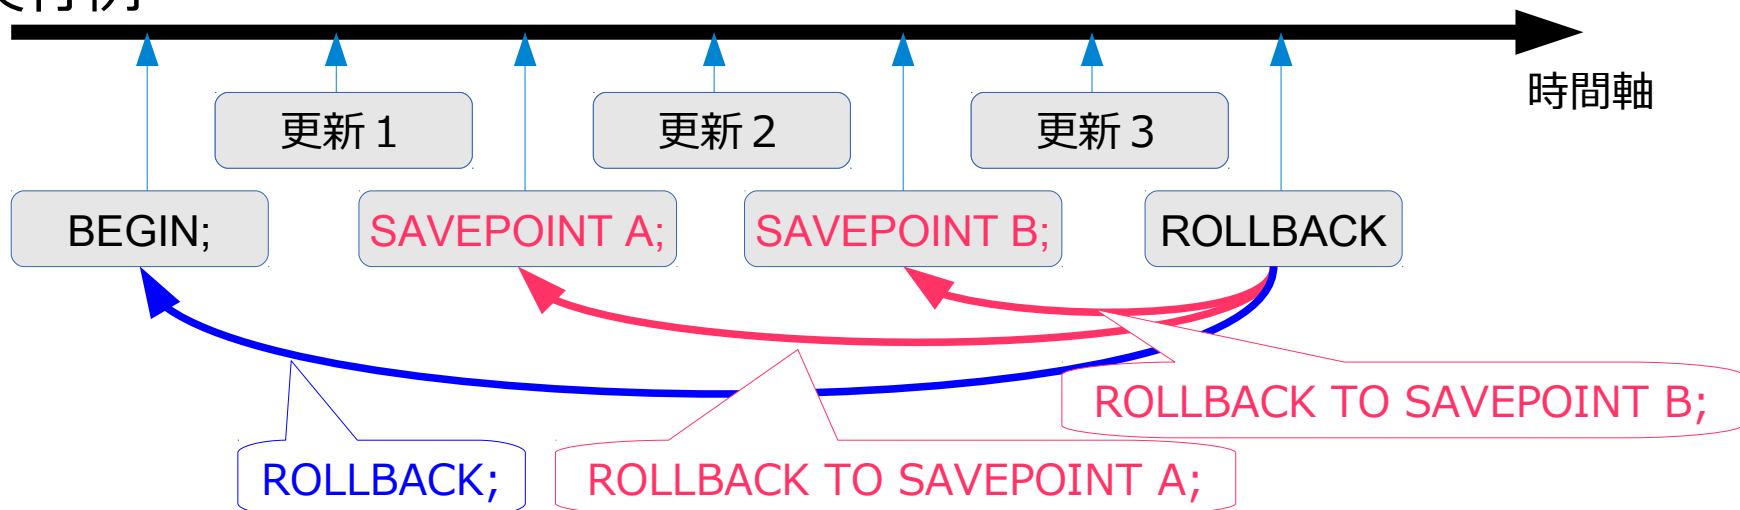 時間軸
更新１
更新２
更新３
BEGIN;
SAVEPOINT A;
SAVEPOINT B;
ROLLBACK
ROLLBACK TO SAVEPOINT B;
ROLLBACK;
ROLLBACK TO SAVEPOINT A;